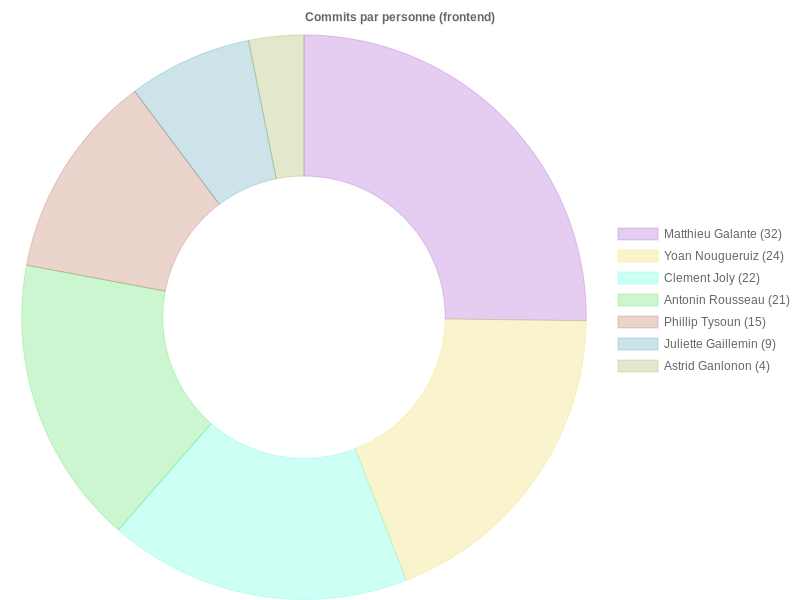 Commits par personne (frontend)
Matthieu Galante (32)
Yoan Nougueruiz (24)
Clement Joly (22)
Antonin Rousseau (21)
Phillip Tysoun (15)
Juliette Gaillemin (9)
Astrid Ganlonon (4)